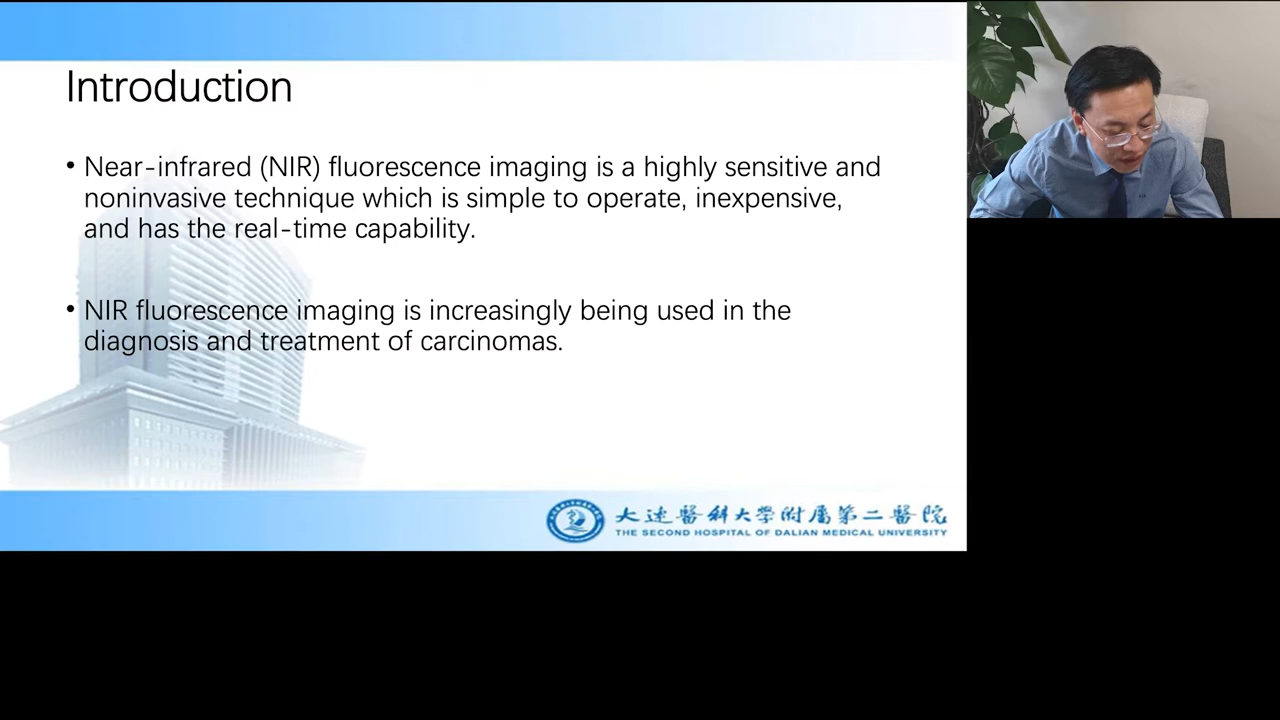 Introduction
• Near-infrared (NIR) fluorescence imaging is a highly sensitive and
noninvasive technique which is simple to operate, inexpensive,
and has the real-time capability.
• NIR fluorescence imaging is increasingly being used in the
diagnosis and treatment of carcinomas.
大连醫科大学附属第二醫院
THE SECOND HOSPITAL OF DALIAN MEDICAL UNIVERSITY